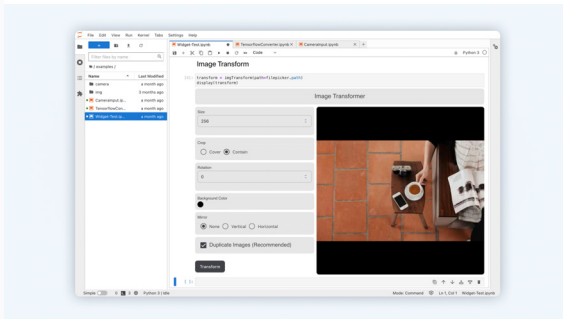 File Edit View Run Kernel Tabs Settings Help
Widget-Test.ipynb TensorflowConverter.ipynb CameraInput.ipynb
Code Python 3
Filter files by name
/ examples /
Name Last Modified
camera a month ago
img 3 months ago
CameraInput.ip... a month ago
TensorflowCon... a month ago
Widget-Test.ip... a month ago
Image Transform
transform = imgTransform(path=filepicker.path)
display(transform)
Image Transformer
Size
256
Crop
Cover Contain
Rotation
0
Background Color
Mirror
None Vertical Horizontal
Duplicate Images (Recommended)
Transform
[ ]:
Simple 0 2 Python 3 | Idle Mode: Command Ln 1, Col 1 Widget-Test.ipynb